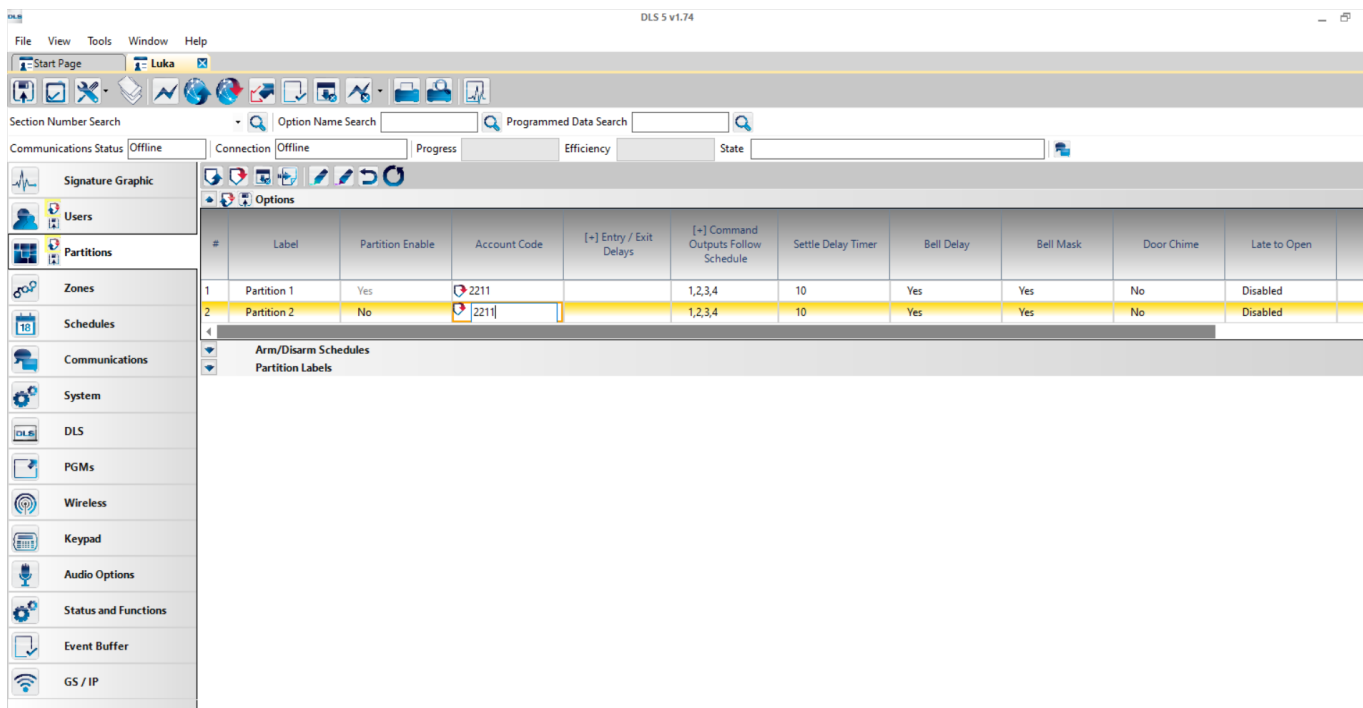 DLS
DLS 5 v1.74
File View Tools Window Help
Start Page Luka
Section Number Search Option Name Search Programmed Data Search
Communications Status Offline Connection Offline Progress Efficiency State
Signature Graphic
Users
Partitions
Zones
18 Schedules
Communications
System
DLS DLS
PGMs
Wireless
Keypad
Audio Options
Status and Functions
Event Buffer
GS / IP
Options
# Label Partition Enable Account Code [+] Entry / Exit Delays [+] Command Outputs Follow Schedule Settle Delay Timer Bell Delay Bell Mask Door Chime Late to Open
1 Partition 1 Yes 2211 1,2,3,4 10 Yes Yes No Disabled
2 Partition 2 No 2211 1,2,3,4 10 Yes Yes No Disabled
Arm/Disarm Schedules
Partition Labels